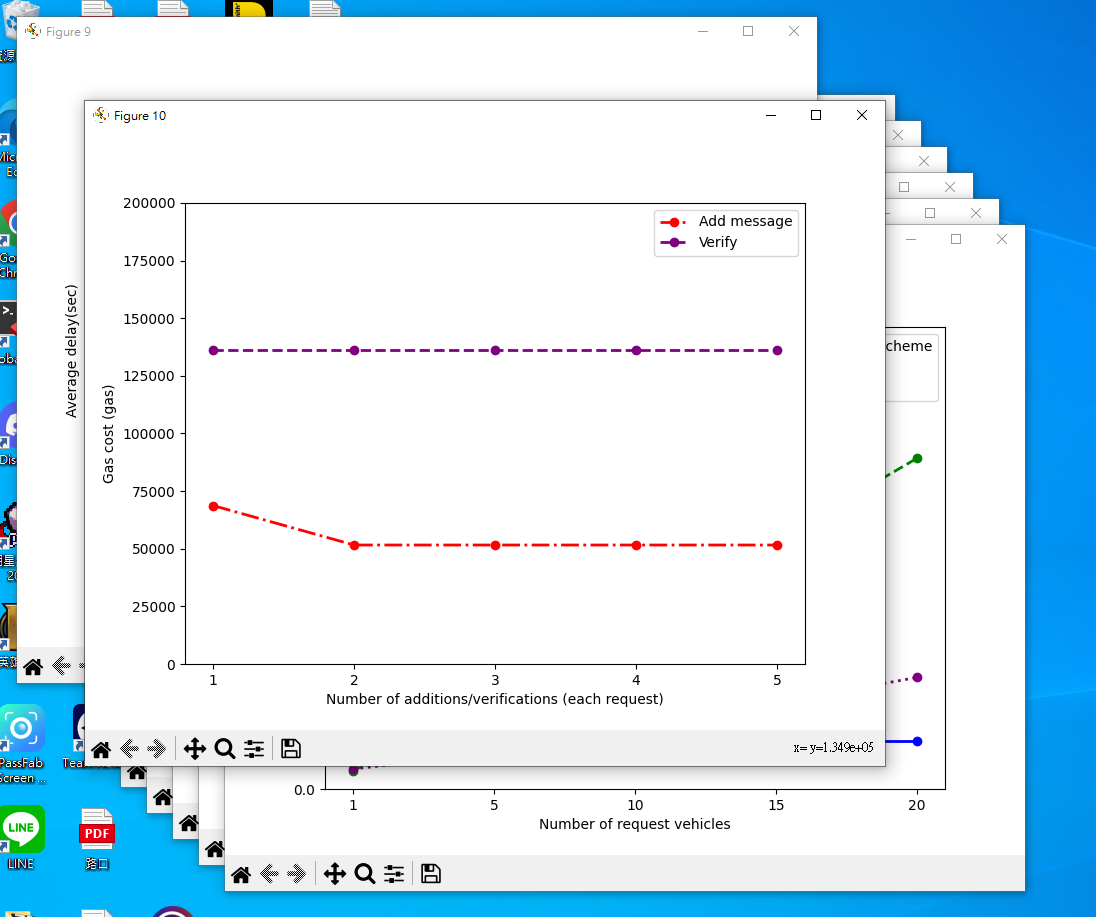 Figure 9
Average delay(sec)
Figure 10
200000
175000
150000
125000
100000
75000
50000
25000
0
Gas cost (gas)
Add message
Verify
1
2
3
4
5
Number of additions/verifications (each request)
x= y=1.349e+05
cheme
0.0
1
5
10
15
20
Number of request vehicles
PassFab
Screen ...
LINE
LINE
PDF
路口